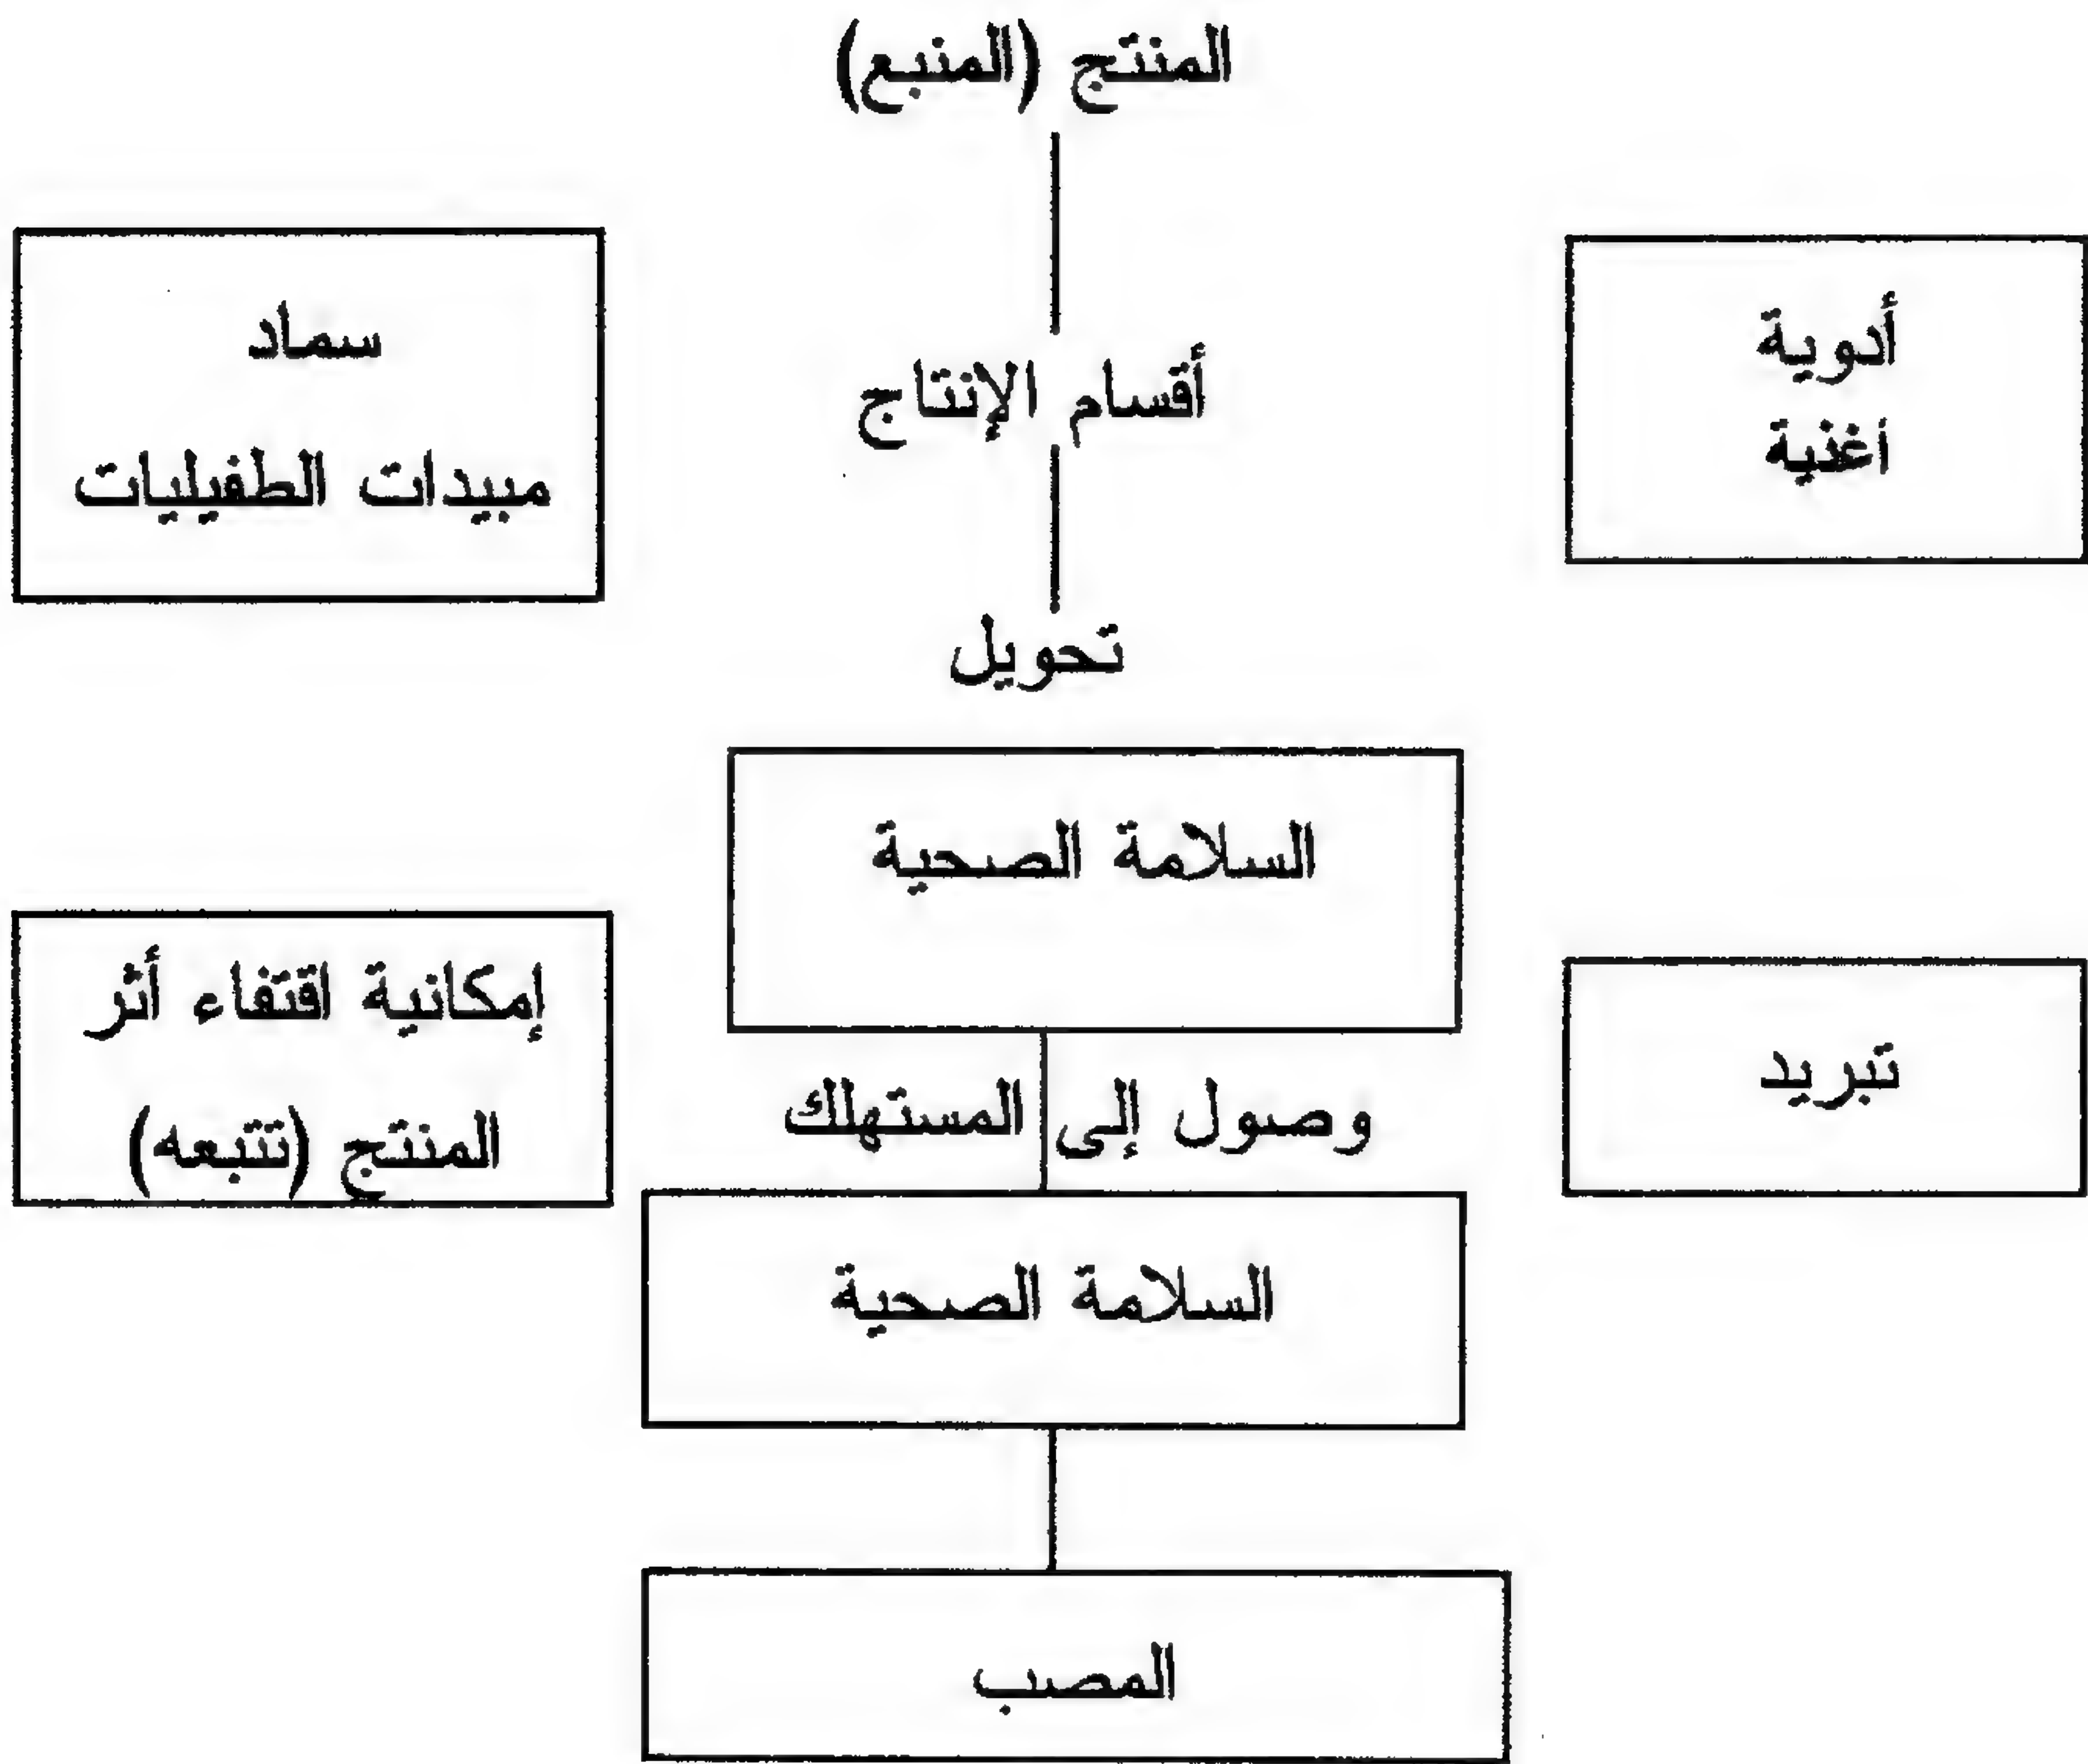 المنتج (المنبع)
أدوية
أغذية
أقسام الإنتاج
سماد
مبيدات الطفيليات
تحويل
السلامة الصحية
تبريد
وصول إلى المستهلك
إمكانية اقتفاء أثر
المنتج (تتبعه)
السلامة الصحية
المصب